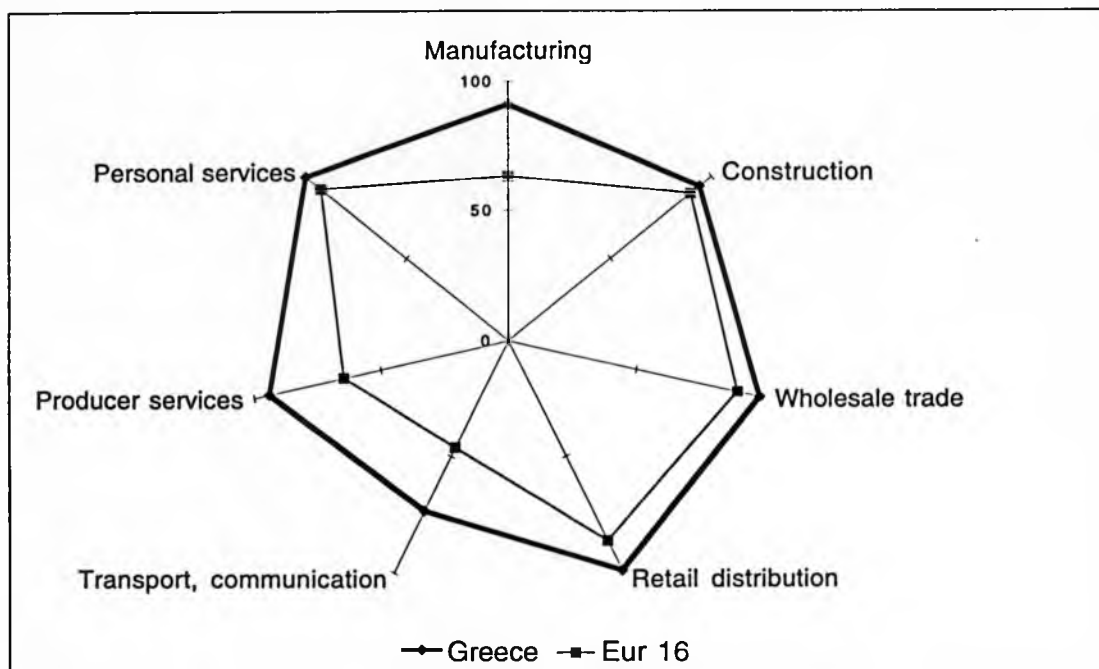 Manufacturing
100
Personal services
Construction
50
0
Producer services
Wholesale trade
Transport, communication
Retail distribution
Greece Eur 16